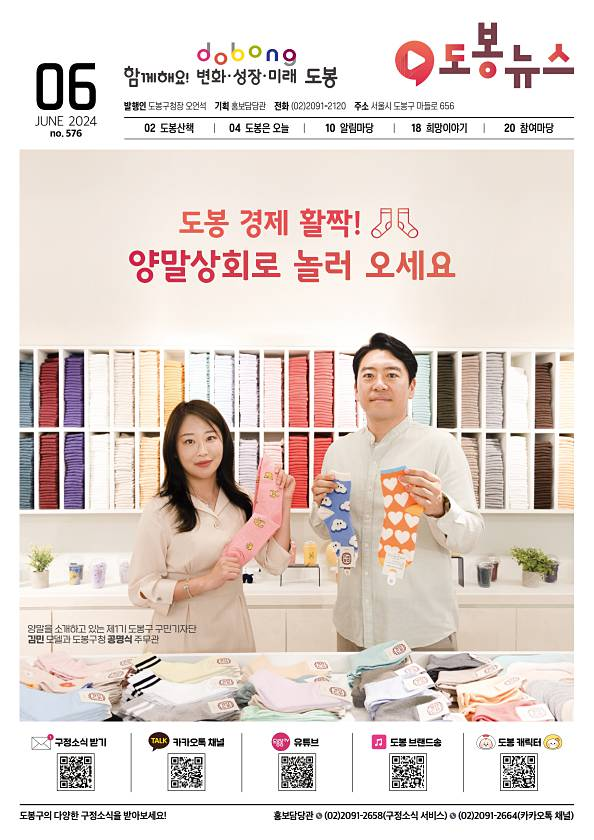 06
JUNE 2024
no. 576
dobong
함께해요! 변화·성장·미래 도봉
도봉뉴스
발행인 도봉구청장 오언석 기획 홍보담당관 전화 (02)2091-2120 주소 서울시 도봉구 마들로 656
02 도봉산책 | 04 도봉은 오늘 | 10 알림마당 | 18 희망이야기 | 20 참여마당
도봉 경제 활짝!
양말상회로 놀러 오세요
양말을 소개하고 있는 제1기 도봉구 구민기자단
김민 모델과 도봉구청 공명식 주무관
구정소식 받기
TALK 카카오톡 채널
유튜브
도봉 브랜드송
도봉 캐릭터
도봉구의 다양한 구정소식을 받아보세요!
홍보담당관 (02)2091-2658(구정소식 서비스) (02)2091-2664(카카오톡 채널)